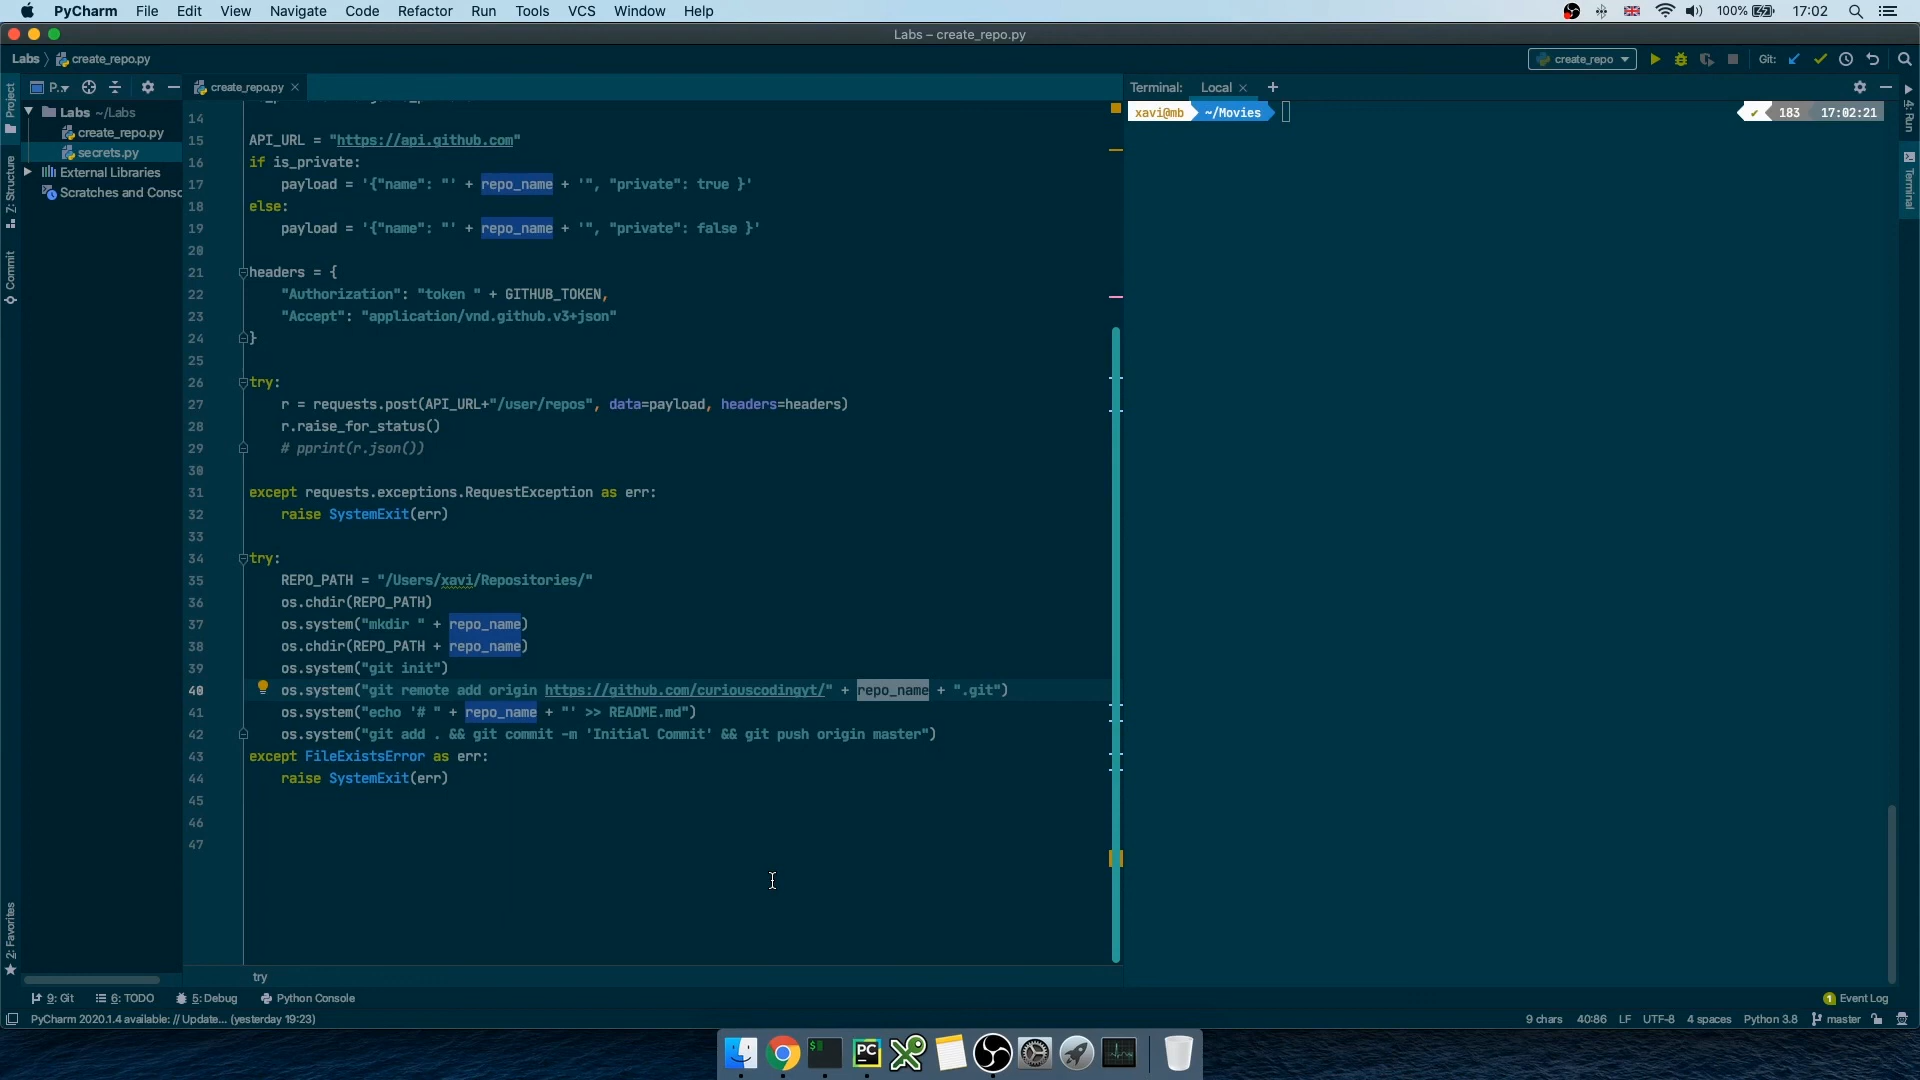 PyCharm File Edit View Navigate Code Refactor Run Tools VCS Window Help 100% 17:02
Labs – create_repo.py
Labs create_repo.py create_repo Git:
P.. create_repo.py Terminal: Local
Labs ~/Labs
create_repo.py
secrets.py
External Libraries
Scratches and Consc
Project
Z: Structure
Commit
2: Favorites
14
15 API_URL = "https://api.github.com"
16 if is_private:
17 payload = '{"name": "' + repo_name + '", "private": true }'
18 else:
19 payload = '{"name": "' + repo_name + '", "private": false }'
20
21 headers = {
22 "Authorization": "token " + GITHUB_TOKEN,
23 "Accept": "application/vnd.github.v3+json"
24 }
25
26 try:
27 r = requests.post(API_URL+"/user/repos", data=payload, headers=headers)
28 r.raise_for_status()
29 # pprint(r.json())
30
31 except requests.exceptions.RequestException as err:
32 raise SystemExit(err)
33
34 try:
35 REPO_PATH = "/Users/xavi/Repositories/"
36 os.chdir(REPO_PATH)
37 os.system("mkdir " + repo_name)
38 os.chdir(REPO_PATH + repo_name)
39 os.system("git init")
40 os.system("git remote add origin https://github.com/curiouscodingyt/" + repo_name + ".git")
41 os.system("echo '# " + repo_name + "' >> README.md")
42 os.system("git add . && git commit -m 'Initial Commit' && git push origin master")
43 except FileExistsError as err:
44 raise SystemExit(err)
45
46
47
try
xavi@mb ~/Movies ✔ 183 17:02:21
4: Run
Terminal
9: Git 6: TODO 5: Debug Python Console 1 Event Log
PyCharm 2020.1.4 available: // Update... (yesterday 19:23) 9 chars 40:86 LF UTF-8 4 spaces Python 3.8 master
$
PC